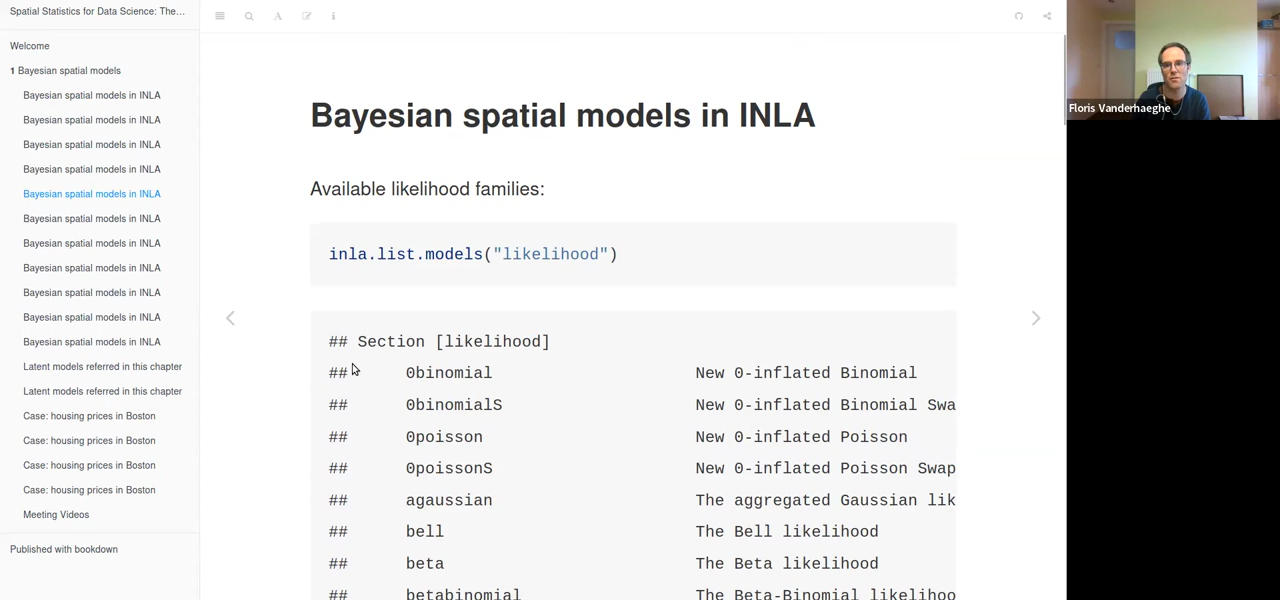 Spatial Statistics for Data Science: The...
Welcome
1 Bayesian spatial models
Bayesian spatial models in INLA
Bayesian spatial models in INLA
Bayesian spatial models in INLA
Bayesian spatial models in INLA
Bayesian spatial models in INLA
Bayesian spatial models in INLA
Bayesian spatial models in INLA
Bayesian spatial models in INLA
Bayesian spatial models in INLA
Bayesian spatial models in INLA
Bayesian spatial models in INLA
Latent models referred in this chapter
Latent models referred in this chapter
Case: housing prices in Boston
Case: housing prices in Boston
Case: housing prices in Boston
Case: housing prices in Boston
Meeting Videos
Published with bookdown
Bayesian spatial models in INLA
Available likelihood families:
inla.list.models("likelihood")
## Section [likelihood]
## 0binomial New 0-inflated Binomial
## 0binomialS New 0-inflated Binomial Swa
## 0poisson New 0-inflated Poisson
## 0poissonS New 0-inflated Poisson Swap
## agaussian The aggregated Gaussian lik
## bell The Bell likelihood
## beta The Beta likelihood
## betabinomial The Beta-Binomial likelihoo
Floris Vanderhaeghe